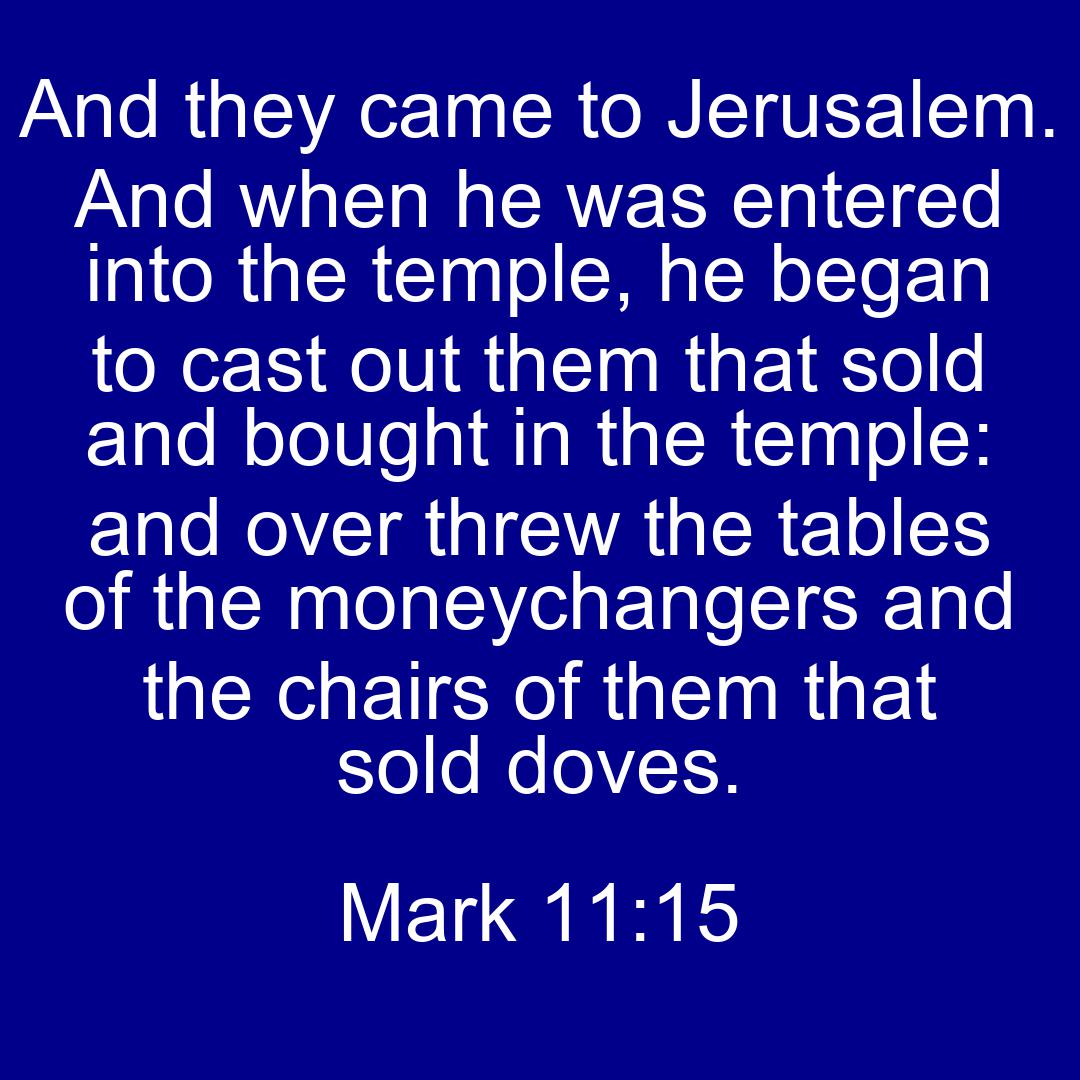 And they came to Jerusalem.
And when he was entered
into the temple, he began
to cast out them that sold
and bought in the temple:
and over threw the tables
of the moneychangers and
the chairs of them that
sold doves.
Mark 11:15